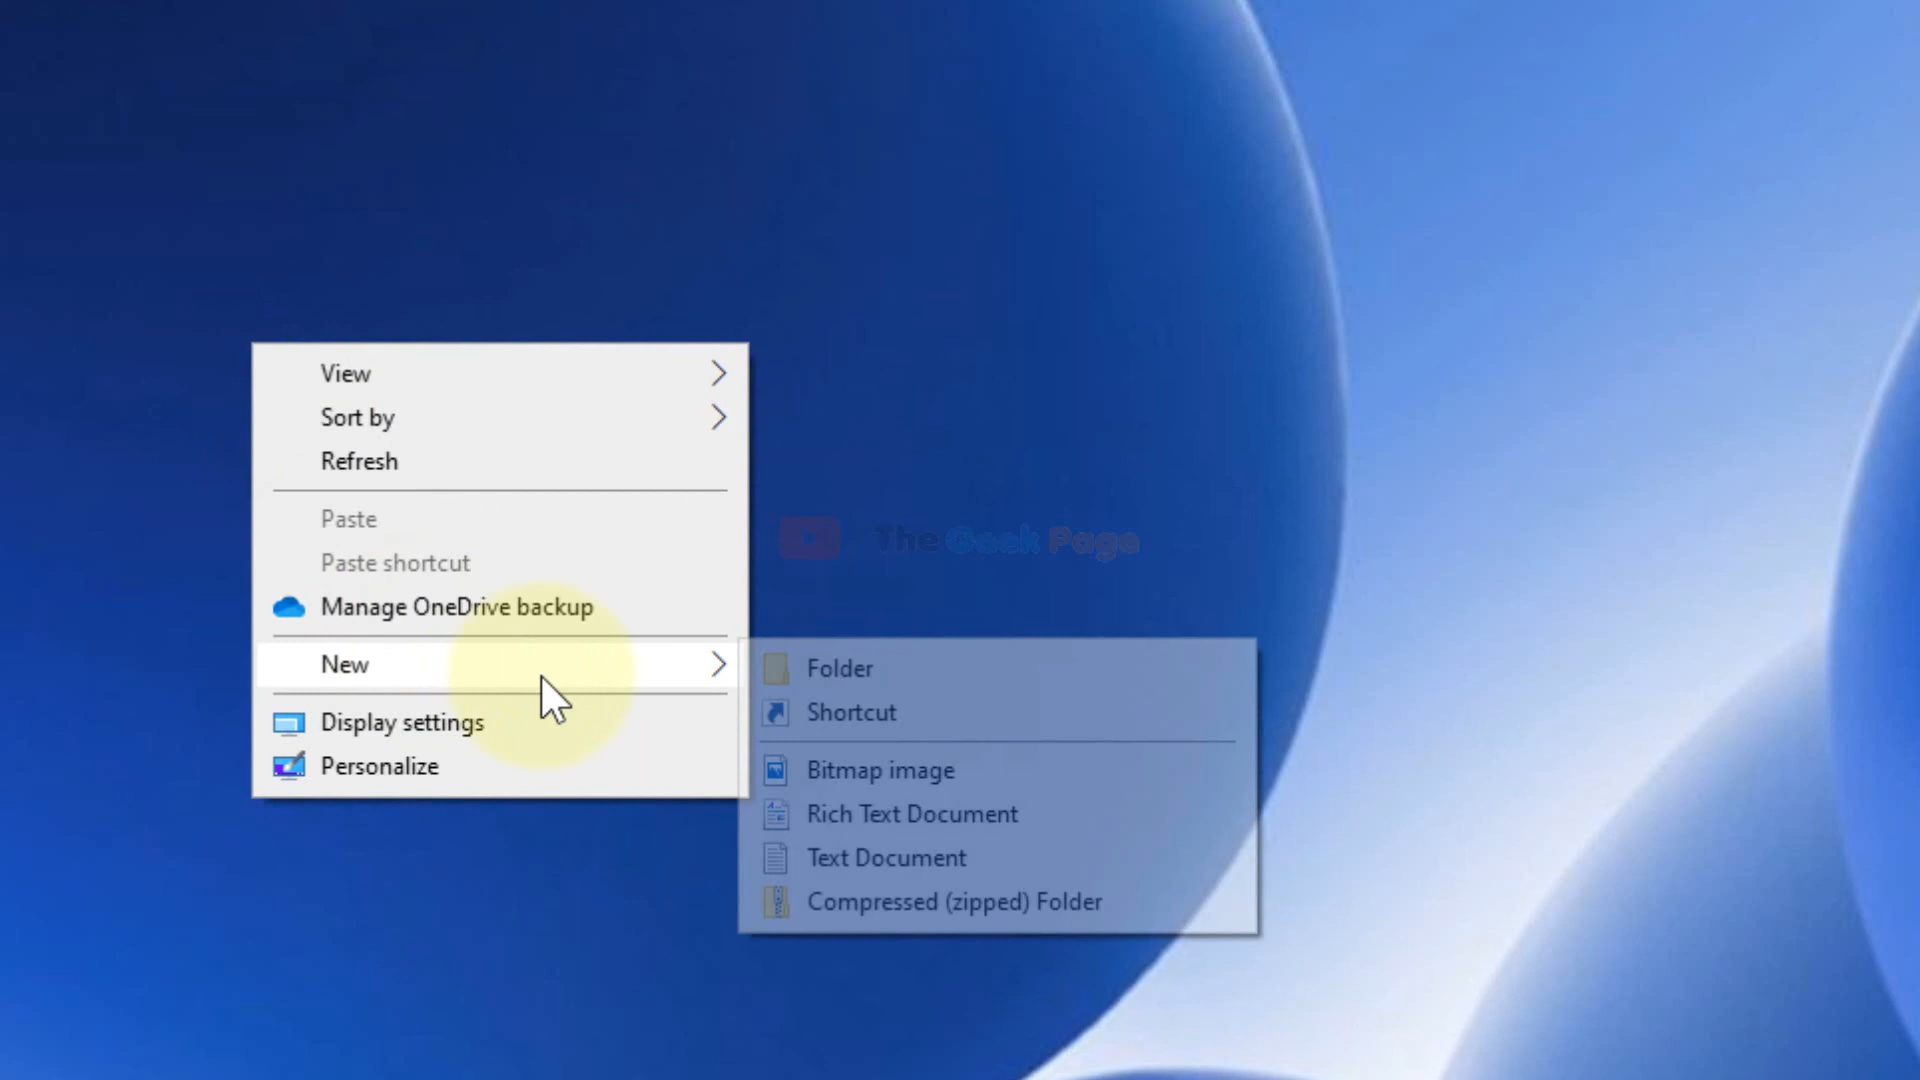 View
Sort by
Refresh
Paste
Paste shortcut
The Geek Page
Manage OneDrive backup
New
Folder
Shortcut
Display settings
Personalize
Bitmap image
Rich Text Document
Text Document
Compressed (zipped) Folder